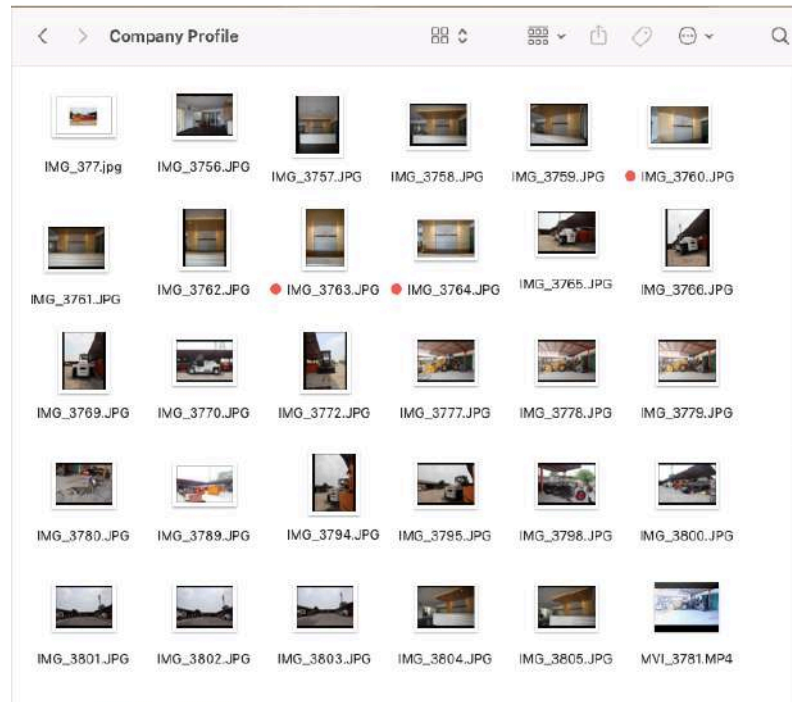 Company Profile
IMG_377.jpg
IMG_3756.JPG
IMG_3757.JPG
IMG_3758.JPG
IMG_3759.JPG
IMG_3760.JPG
IMG_3761.JPG
IMG_3762.JPG
IMG_3763.JPG
IMG_3764.JPG
IMG_3765.JPG
IMG_3766.JPG
IMG_3769.JPG
IMG_3770.JPG
IMG_3772.JPG
IMG_3777.JPG
IMG_3778.JPG
IMG_3779.JPG
IMG_3780.JPG
IMG_3789.JPG
IMG_3794.JPG
IMG_3795.JPG
IMG_3798.JPG
IMG_3800.JPG
IMG_3801.JPG
IMG_3802.JPG
IMG_3803.JPG
IMG_3804.JPG
IMG_3805.JPG
MVI_3781.MP4